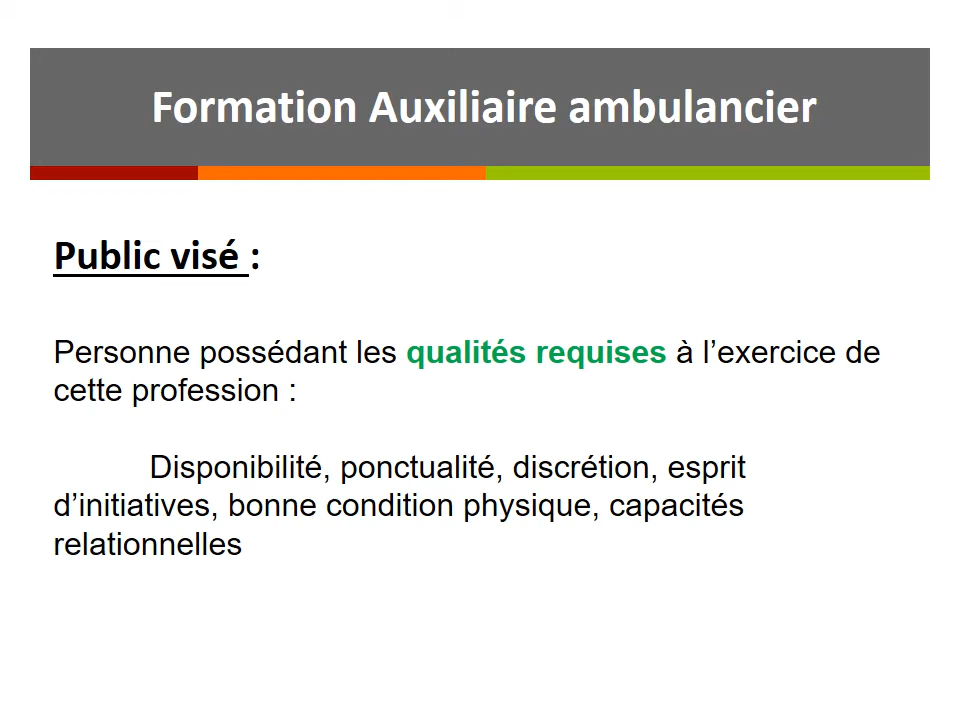 Formation Auxiliaire ambulancier
Public visé :
Personne possédant les qualités requises à l’exercice de
cette profession :
Disponibilité, ponctualité, discrétion, esprit
d’initiatives, bonne condition physique, capacités
relationnelles